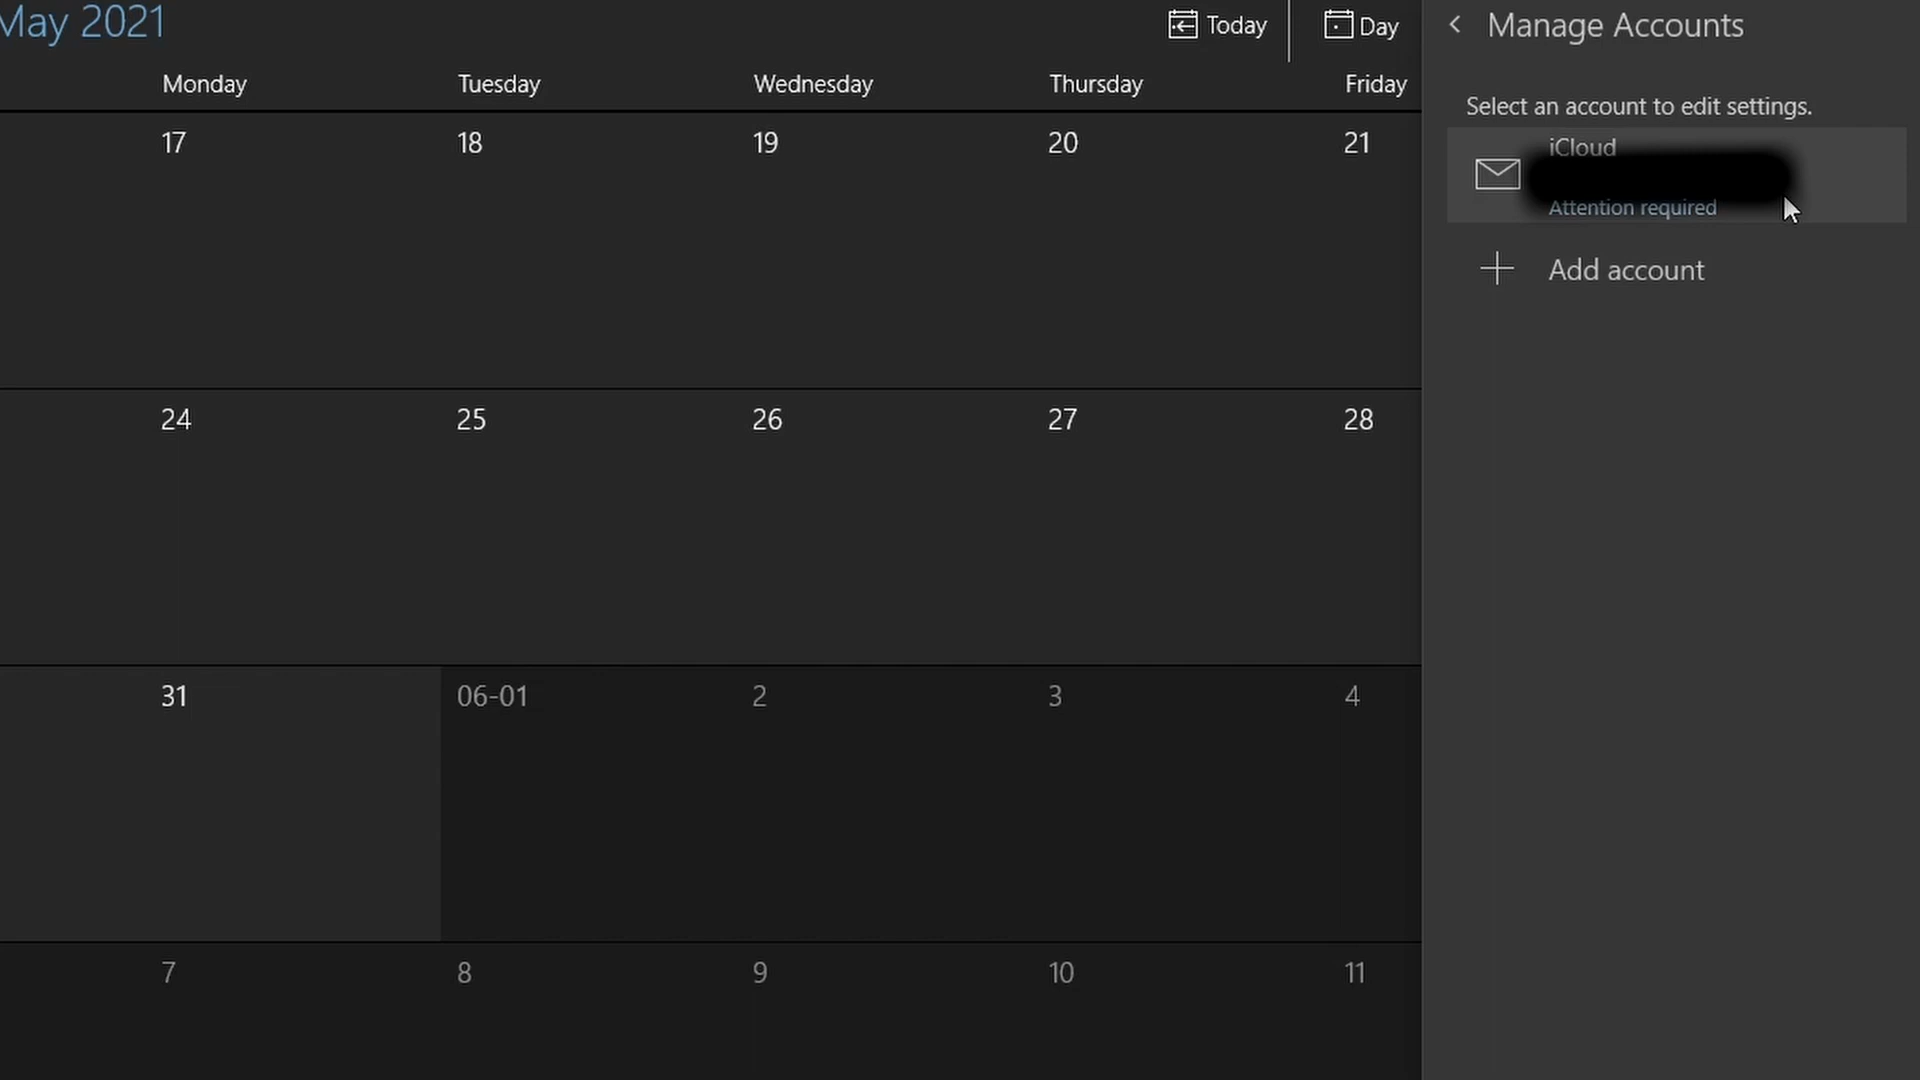 May 2021
Today
Day
Manage Accounts
Monday Tuesday Wednesday Thursday Friday
Select an account to edit settings.
17 18 19 20 21
iCloud
Attention required
Add account
24 25 26 27 28
31 06-01 2 3 4
7 8 9 10 11